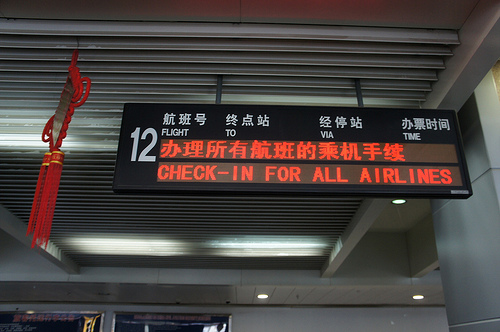 航班号 终点站 经停站 办票时间
FLIGHT TO VIA TIME
12
办理所有航班的乘机手续
CHECK-IN FOR ALL AIRLINES